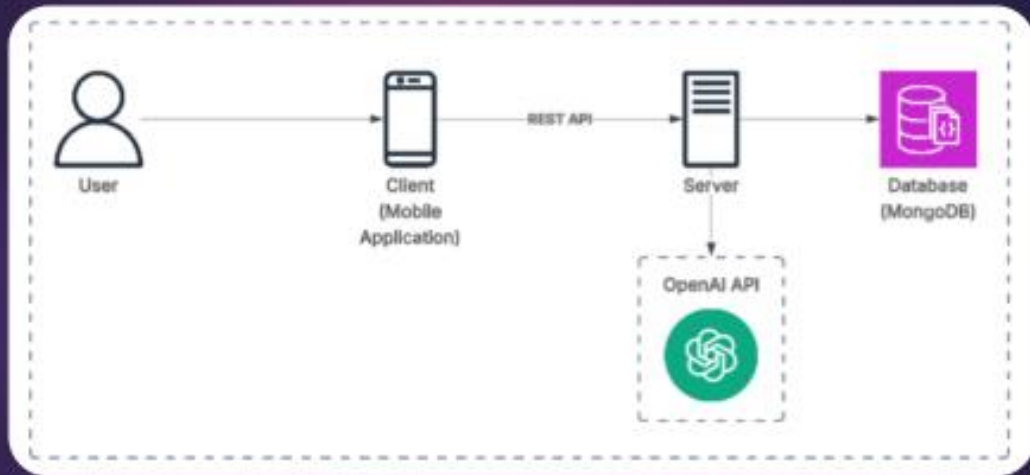 REST API
User
Client
(Mobile
Application)
Server
Database
(MongoDB)
OpenAI API